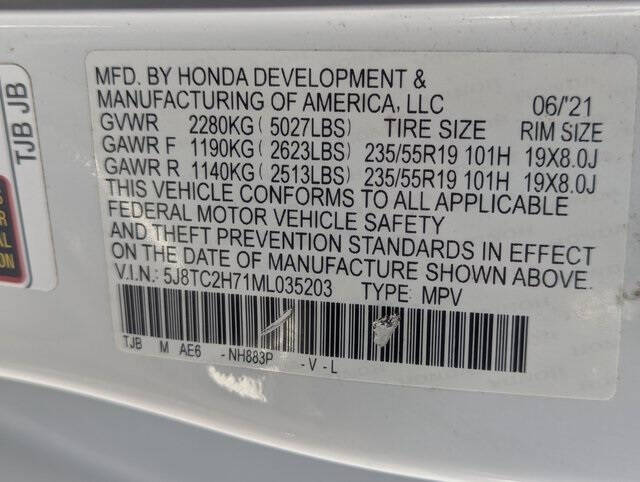 MFD. BY HONDA DEVELOPMENT &
MANUFACTURING OF AMERICA, LLC 06/'21
GVWR 2280KG ( 5027LBS) TIRE SIZE RIM SIZE
GAWR F 1190KG ( 2623LBS) 235/55R19 101H 19X8.0J
GAWR R 1140KG ( 2513LBS) 235/55R19 101H 19X8.0J
THIS VEHICLE CONFORMS TO ALL APPLICABLE
FEDERAL MOTOR VEHICLE SAFETY
AND THEFT PREVENTION STANDARDS IN EFFECT
ON THE DATE OF MANUFACTURE SHOWN ABOVE.
V.I.N.: 5J8TC2H71ML035203 TYPE: MPV
TJB M AE6 - NH883P - V - L
TJB JB